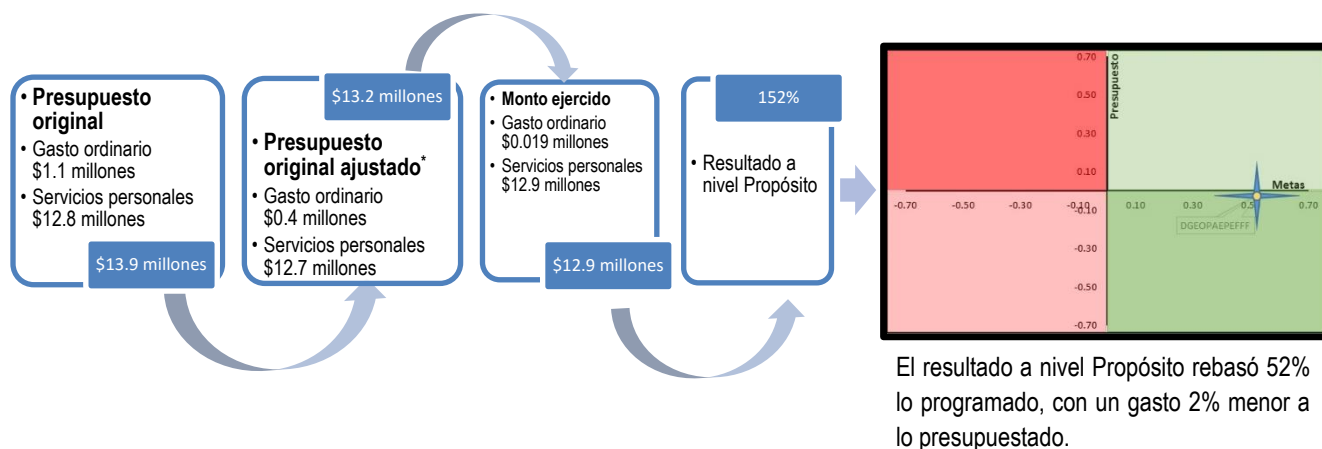 • Presupuesto
original
• Gasto ordinario
$1.1 millones
• Servicios personales
$12.8 millones
$13.9 millones
$13.2 millones
• Presupuesto
original ajustado*
• Gasto ordinario
$0.4 millones
• Servicios personales
$12.7 millones
• Monto ejercido
• Gasto ordinario
$0.019 millones
• Servicios personales
$12.9 millones
$12.9 millones
152%
• Resultado a
nivel Propósito
Presupuesto
0.70
0.50
0.30
0.10
Metas
-0.70
-0.50
-0.30
-0.10
0.10
0.30
0.70
-0.10
-0.30
-0.50
-0.70
DGEOPAEPEFFF
El resultado a nivel Propósito rebasó 52%
lo programado, con un gasto 2% menor a
lo presupuestado.